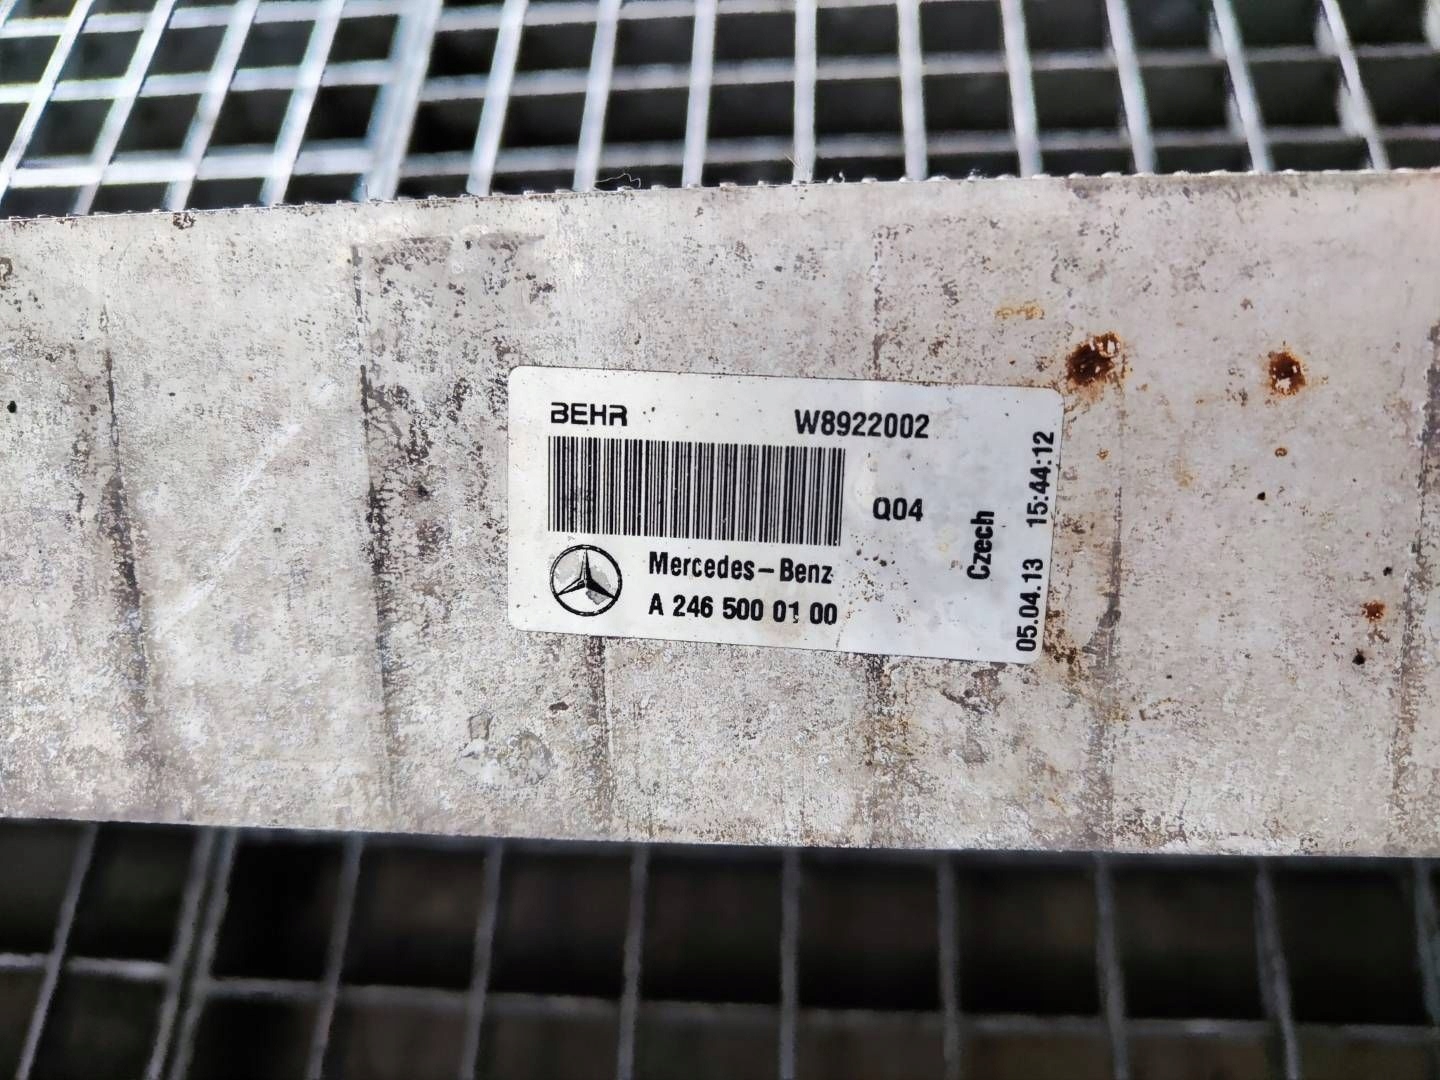 BEHR W8922002
Q04
Mercedes-Benz
A 246 500 01 00
Czech
05.04.13 15:44:12